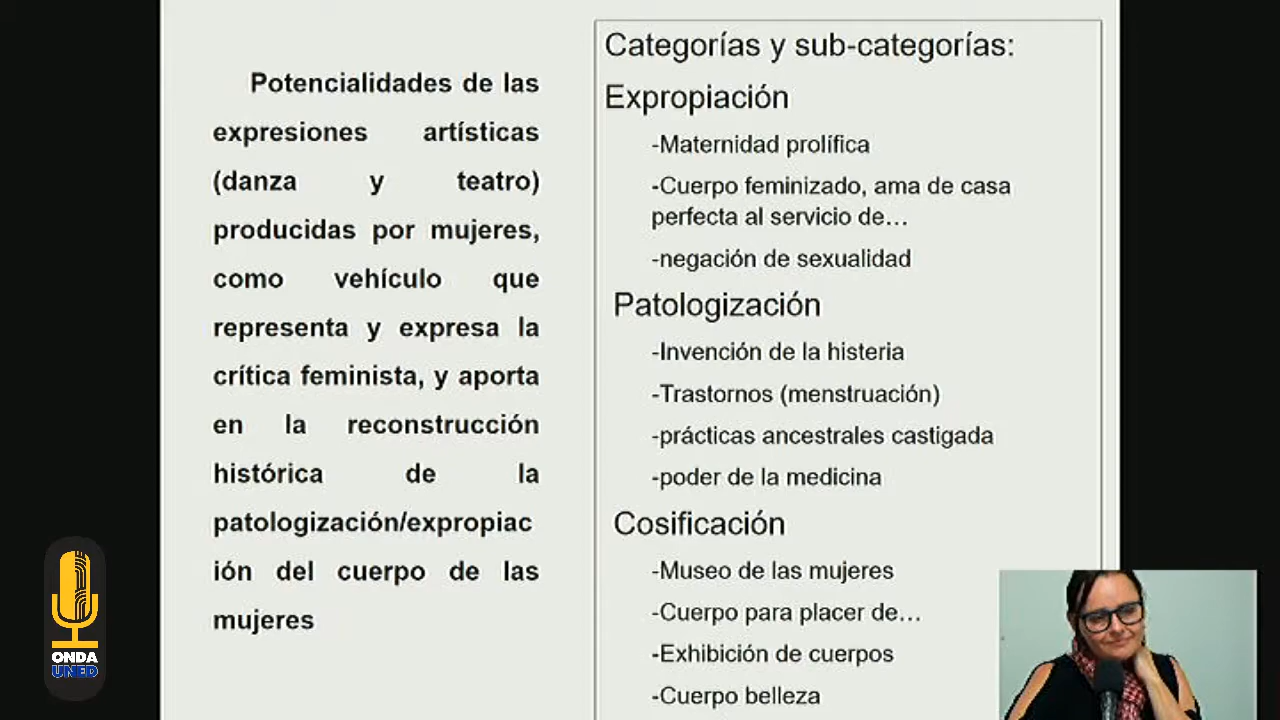 Potencialidades de las
expresiones artísticas
(danza y teatro)
producidas por mujeres,
como vehículo que
representa y expresa la
crítica feminista, y aporta
en la reconstrucción
histórica de la
patologización/expropiac
ión del cuerpo de las
mujeres
Categorías y sub-categorías:
Expropiación
-Maternidad prolífica
-Cuerpo feminizado, ama de casa
perfecta al servicio de…
-negación de sexualidad
Patologización
-Invención de la histeria
-Trastornos (menstruación)
-prácticas ancestrales castigada
-poder de la medicina
Cosificación
-Museo de las mujeres
-Cuerpo para placer de…
-Exhibición de cuerpos
-Cuerpo belleza
ONDA
UNED